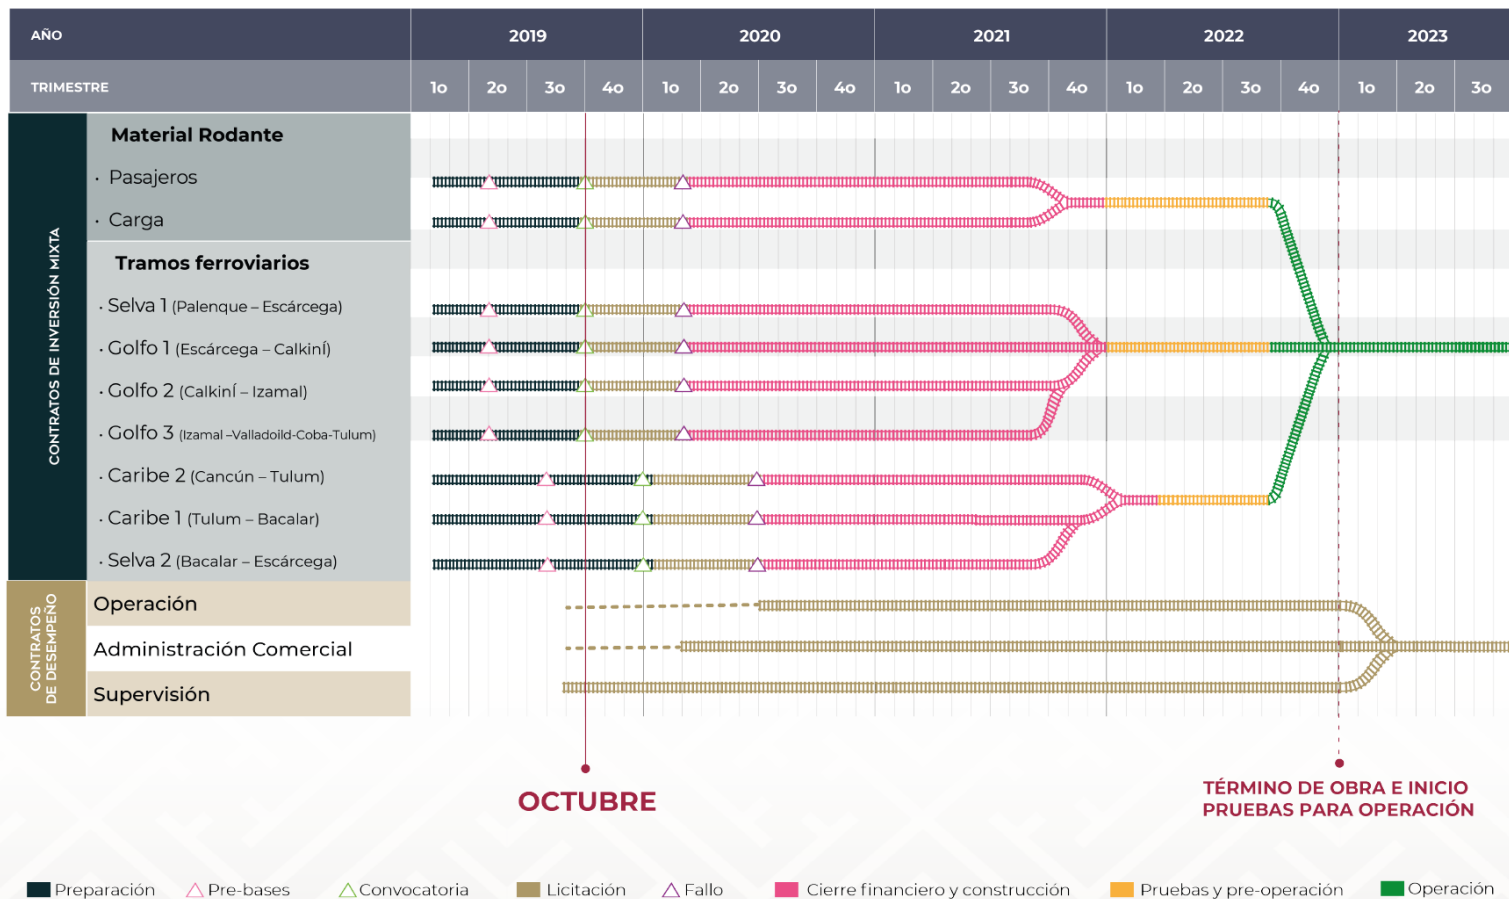 AÑO 2019 2020 2021 2022 2023
TRIMESTRE 1o 2o 3o 4o 1o 2o 3o 4o 1o 2o 3o 4o 1o 2o 3o 4o 1o 2o 3o
CONTRATOS DE INVERSIÓN MIXTA
Material Rodante
· Pasajeros
· Carga
Tramos ferroviarios
· Selva 1 (Palenque – Escárcega)
· Golfo 1 (Escárcega – Calkiní)
· Golfo 2 (Calkiní – Izamal)
· Golfo 3 (Izamal –Valladoild-Coba-Tulum)
· Caribe 2 (Cancún – Tulum)
· Caribe 1 (Tulum – Bacalar)
· Selva 2 (Bacalar – Escárcega)
CONTRATOS
DE DESEMPEÑO
Operación
Administración Comercial
Supervisión
OCTUBRE
TÉRMINO DE OBRA E INICIO
PRUEBAS PARA OPERACIÓN
Preparación Pre-bases Convocatoria Licitación Fallo Cierre financiero y construcción Pruebas y pre-operación Operación